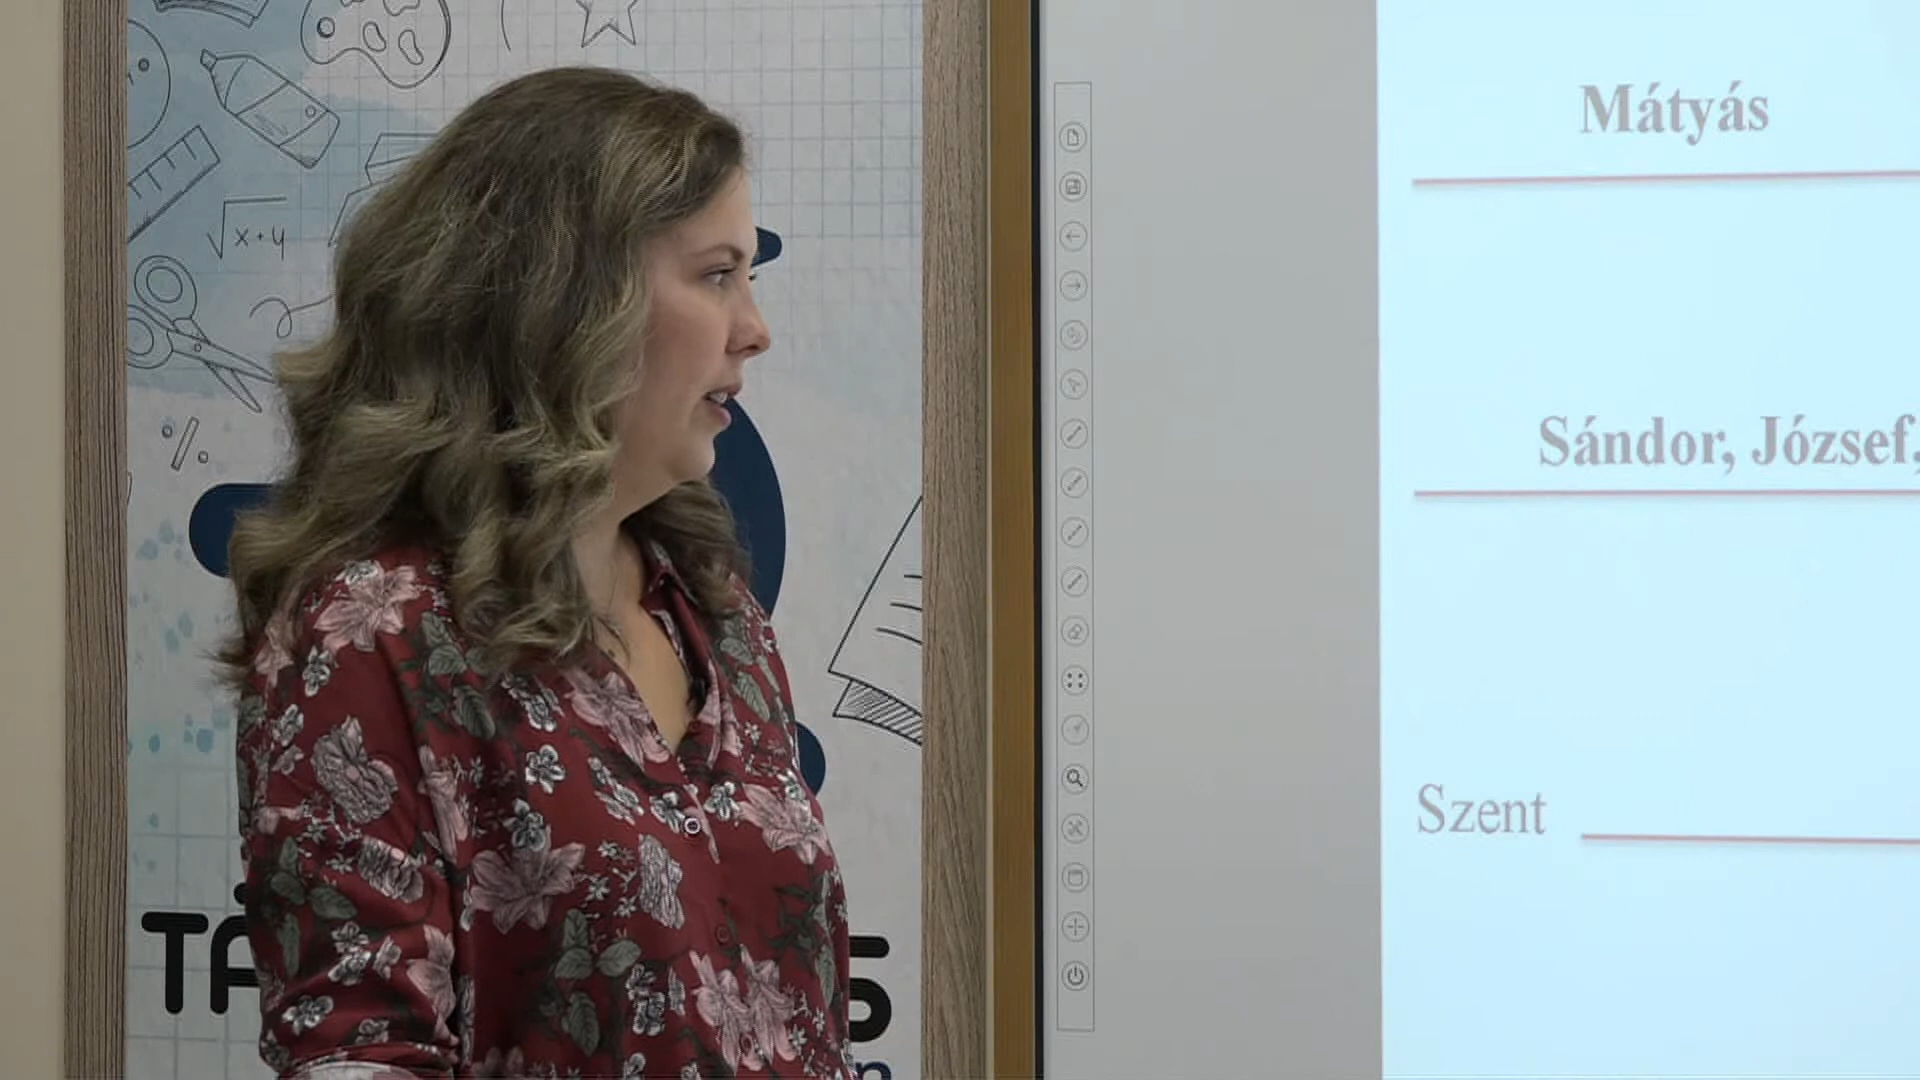 Mátyás
Sándor, József,
Szent
√x+y
%